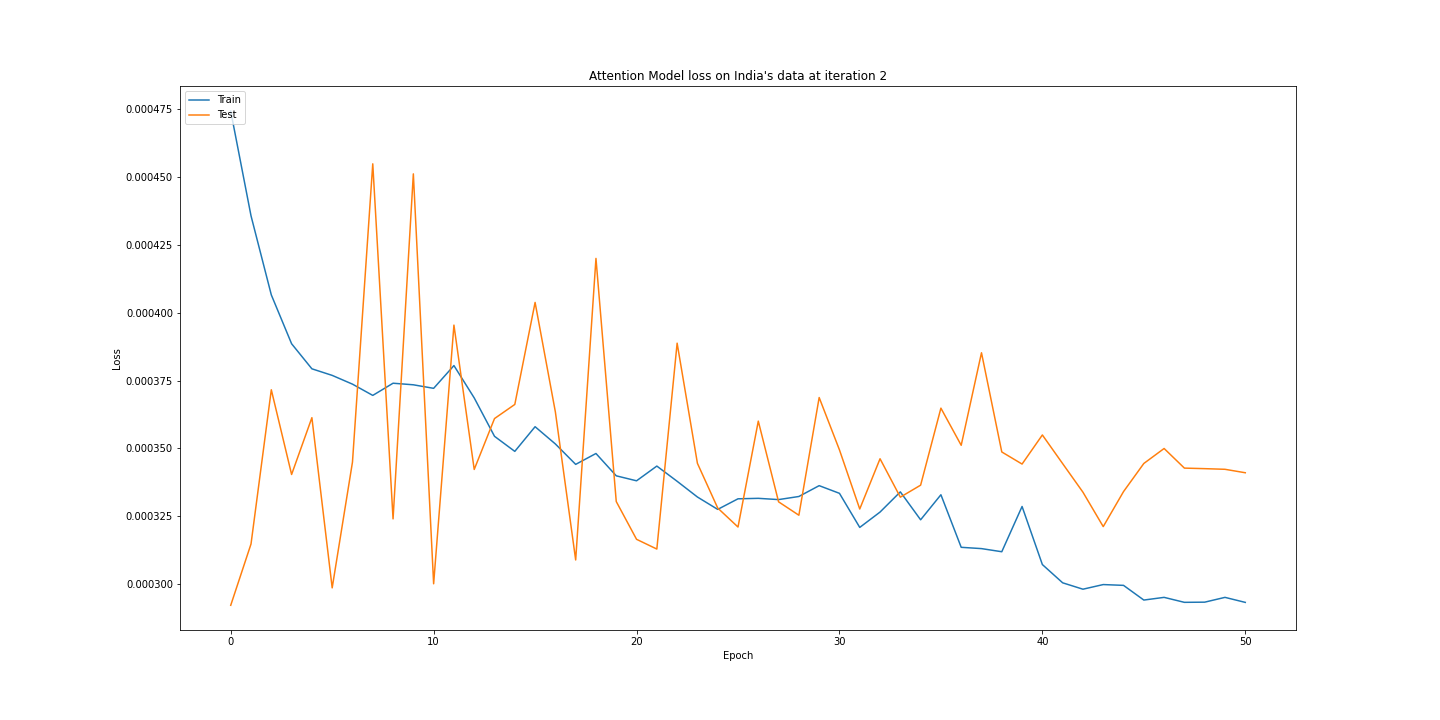 Attention Model loss on India's data at iteration 2
Train
Test
0.000475
0.000450
0.000425
0.000400
0.000375
0.000350
0.000325
0.000300
Loss
0 10 20 30 40 50
Epoch